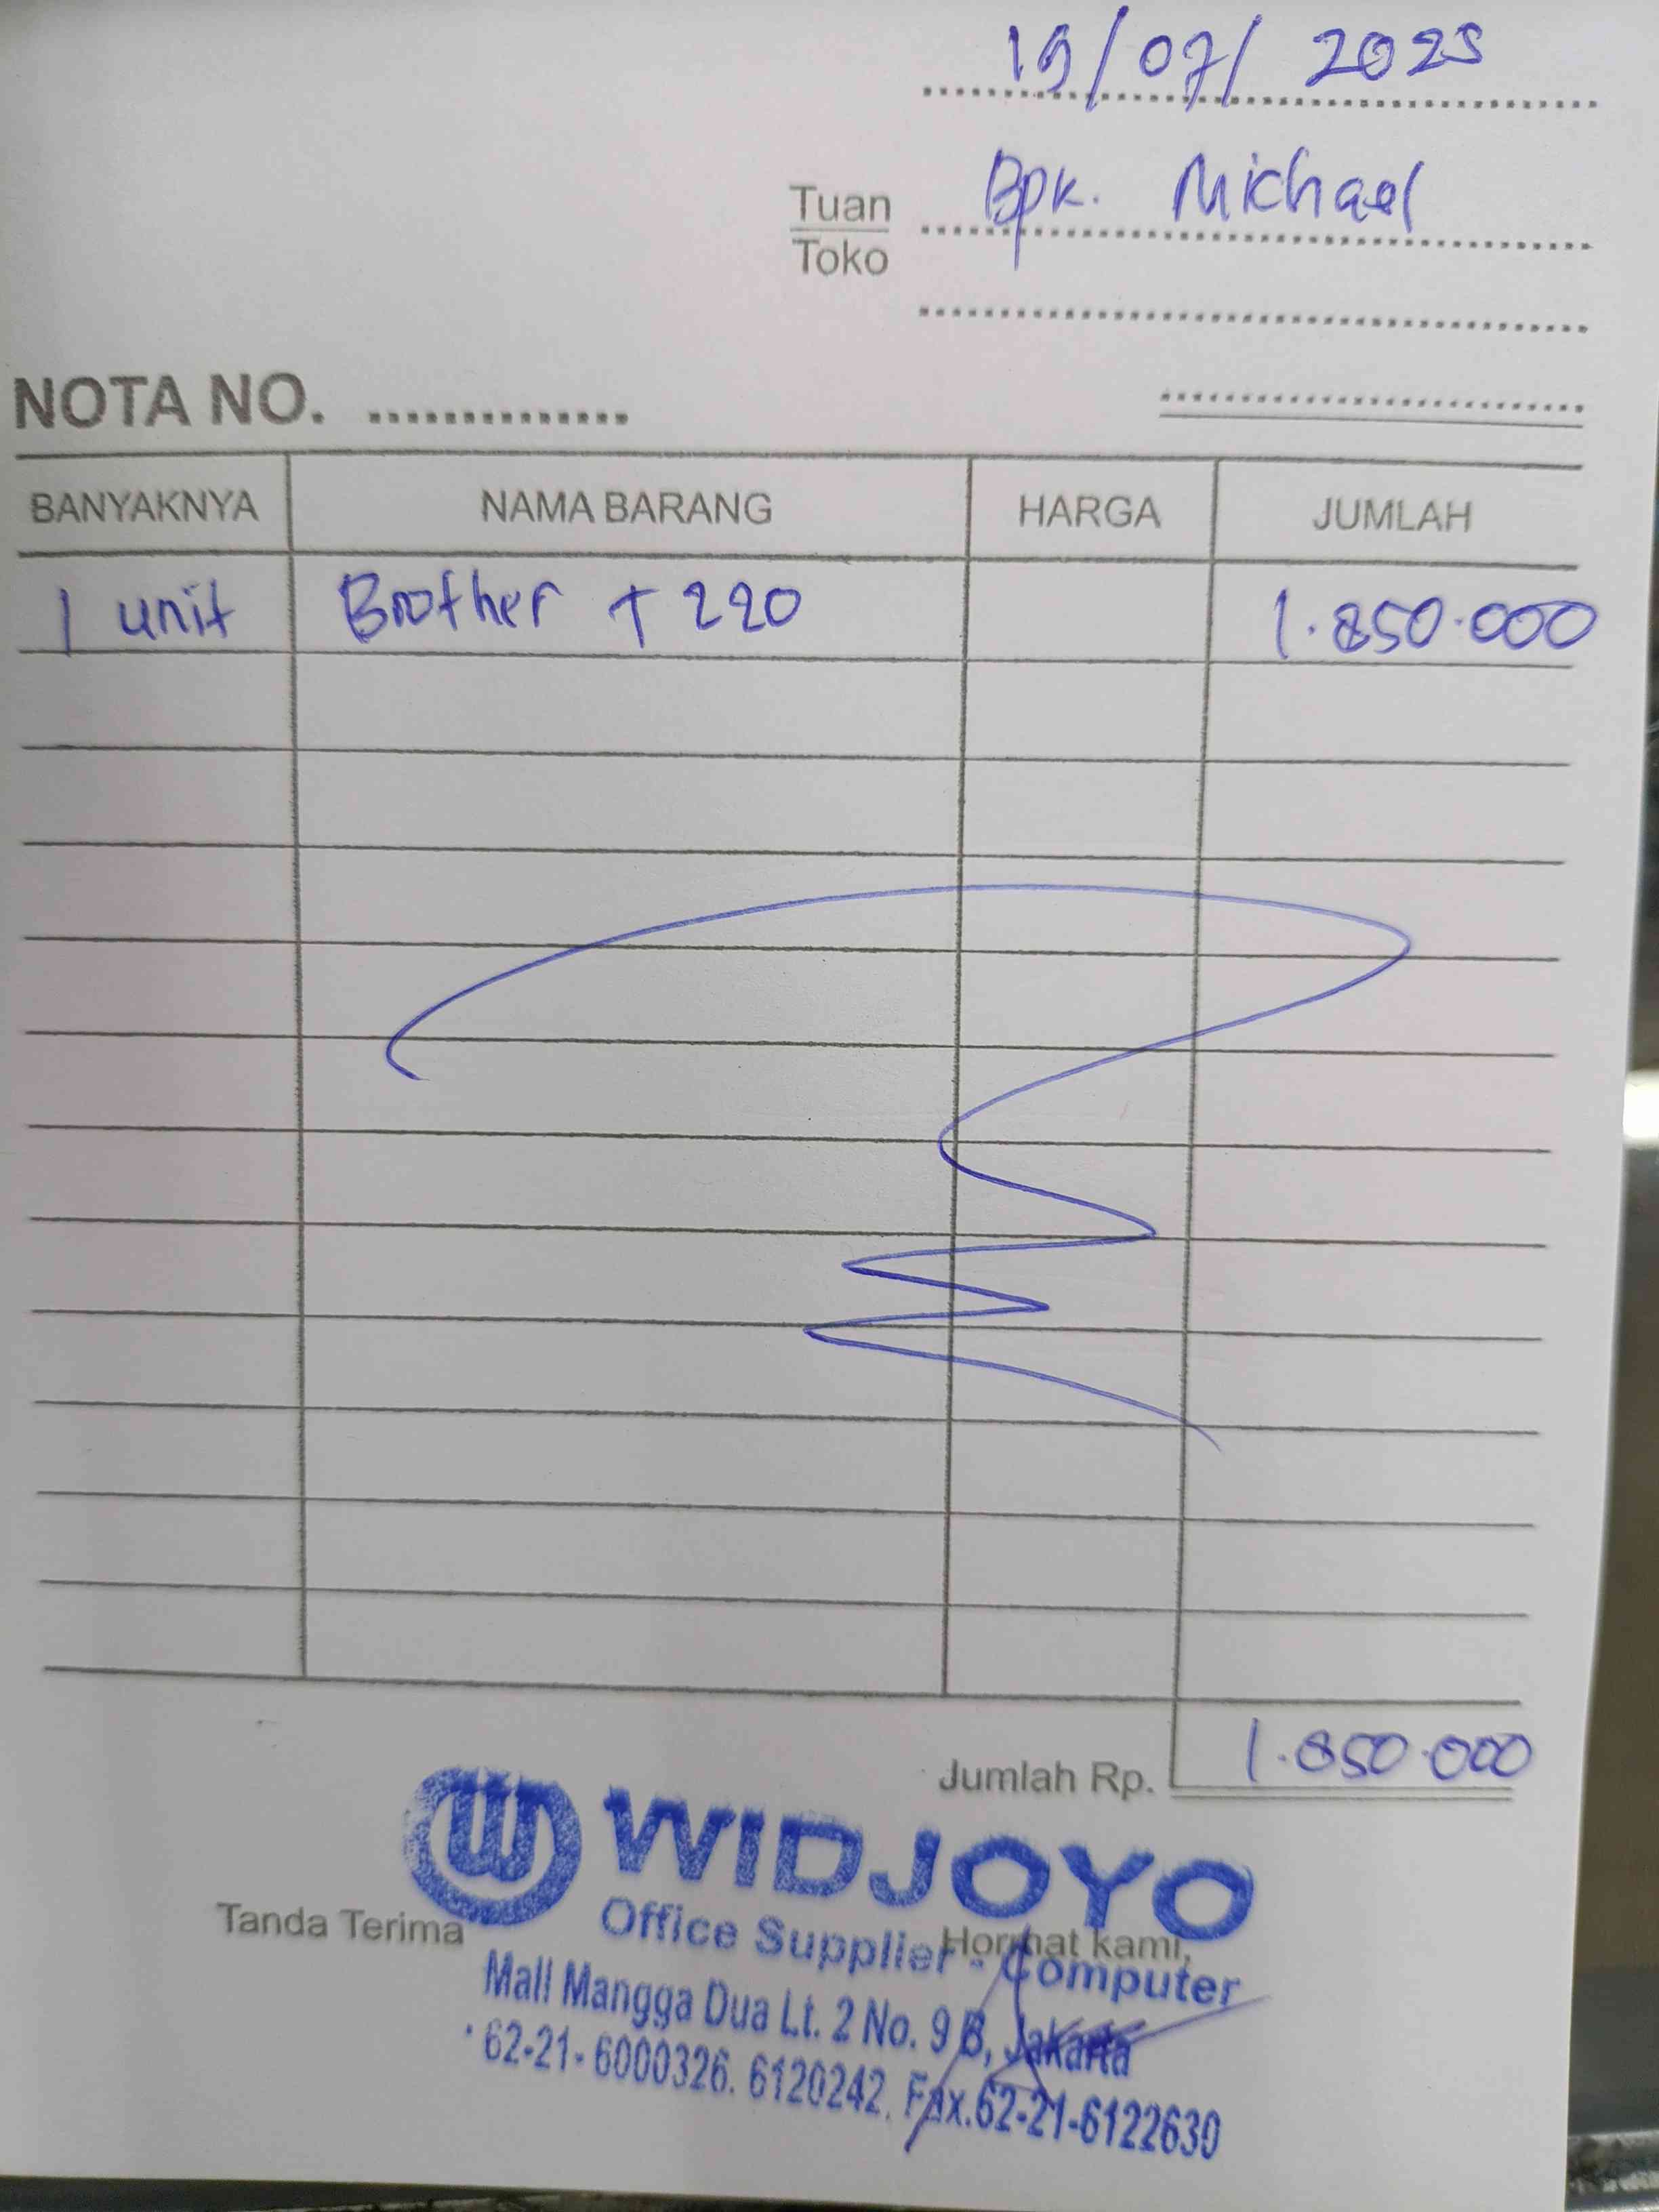 19/07/2023
Tuan Bpk. Michael
Toko
NOTA NO. ..............
BANYAKNYA NAMA BARANG HARGA JUMLAH
1 unit Brother T 220 1.850.000
Jumlah Rp. 1.850.000
WIDJOYO
Tanda Terima Hormat kami,
Office Supplier - Computer
Mall Mangga Dua Lt. 2 No. 9 B, Jakarta
62-21- 6000326. 6120242. Fax.62-21-6122630